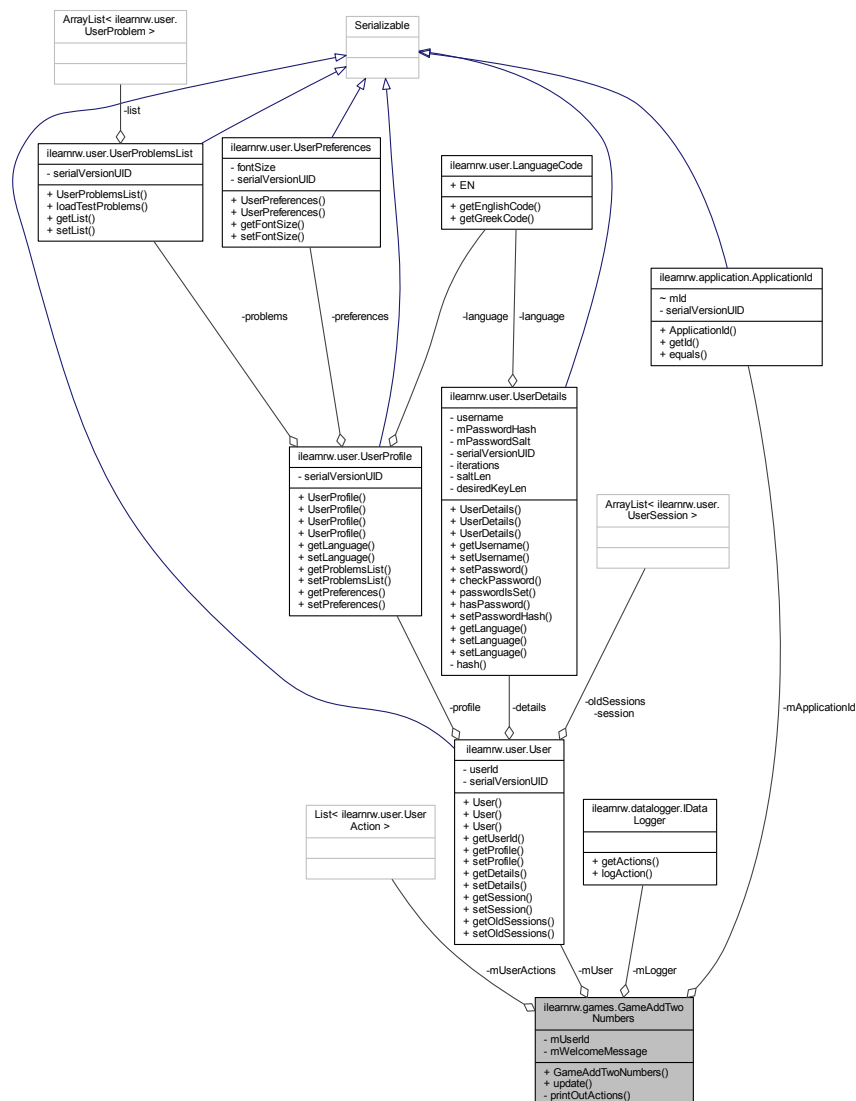 ArrayList< ilearnrw.user.
UserProblem >
Serializable
-list
ilearnrw.user.UserProblemsList
- serialVersionUID
+ UserProblemsList()
+ loadTestProblems()
+ getList()
+ setList()
ilearnrw.user.UserPreferences
- fontSize
- serialVersionUID
+ UserPreferences()
+ UserPreferences()
+ getFontSize()
+ setFontSize()
ilearnrw.user.LanguageCode
+ EN
+ getEnglishCode()
+ getGreekCode()
ilearnrw.application.ApplicationId
~ mId
- serialVersionUID
+ ApplicationId()
+ getId()
+ equals()
-problems
-preferences
-language
-language
ilearnrw.user.UserDetails
- username
- mPasswordHash
- mPasswordSalt
- serialVersionUID
- iterations
- saltLen
- desiredKeyLen
+ UserDetails()
+ UserDetails()
+ UserDetails()
+ getUsername()
+ setUsername()
+ setPassword()
+ checkPassword()
+ passwordIsSet()
+ hasPassword()
+ setPasswordHash()
+ getLanguage()
+ setLanguage()
+ setLanguage()
- hash()
ilearnrw.user.UserProfile
- serialVersionUID
+ UserProfile()
+ UserProfile()
+ UserProfile()
+ UserProfile()
+ getLanguage()
+ setLanguage()
+ getProblemsList()
+ setProblemsList()
+ getPreferences()
+ setPreferences()
ArrayList< ilearnrw.user.
UserSession >
-profile
-details
-oldSessions
-session
-mApplicationId
ilearnrw.user.User
- userId
- serialVersionUID
+ User()
+ User()
+ User()
+ getUserId()
+ getProfile()
+ setProfile()
+ getDetails()
+ setDetails()
+ getSession()
+ setSession()
+ getOldSessions()
+ setOldSessions()
List< ilearnrw.user.User
Action >
ilearnrw.datalogger.IData
Logger
+ getActions()
+ logAction()
-mUserActions
-mUser
-mLogger
ilearnrw.games.GameAddTwo
Numbers
- mUserId
- mWelcomeMessage
+ GameAddTwoNumbers()
+ update()
- printOutActions()